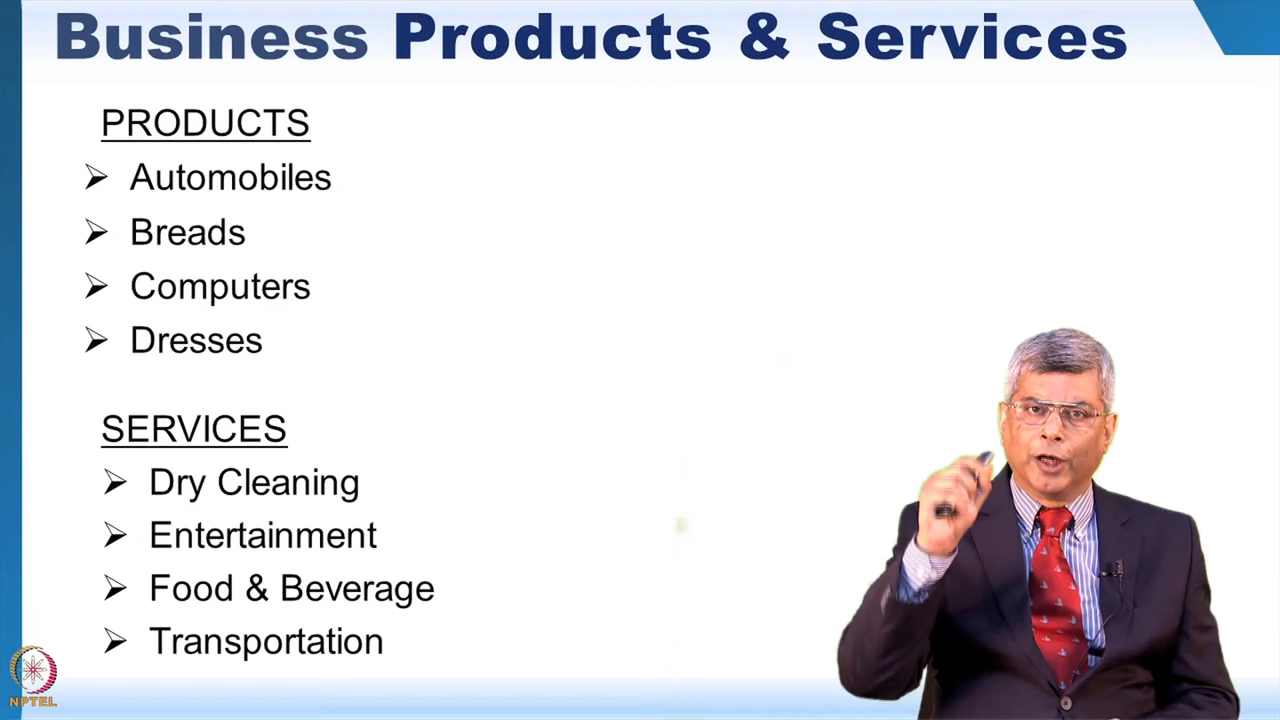 Business Products & Services
PRODUCTS
➢ Automobiles
➢ Breads
➢ Computers
➢ Dresses
SERVICES
➢ Dry Cleaning
➢ Entertainment
➢ Food & Beverage
➢ Transportation
NPTEL